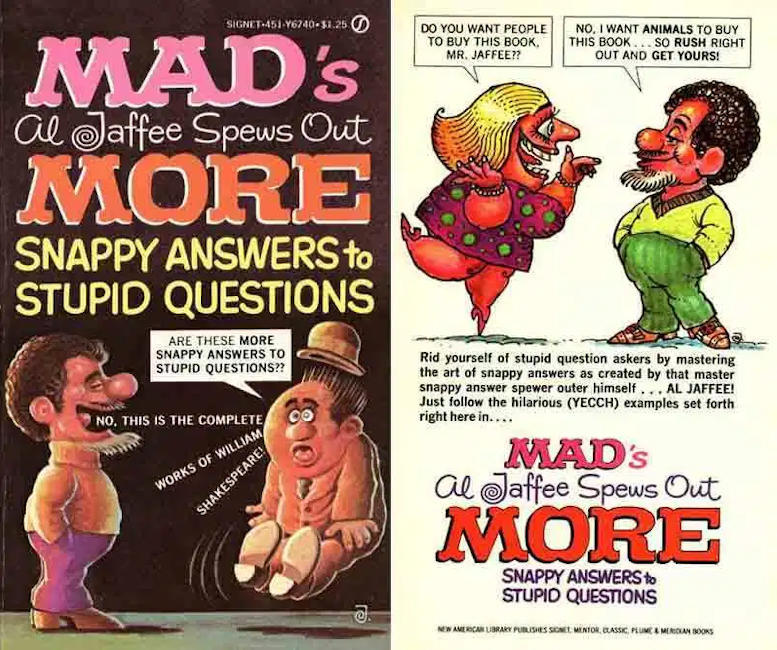 SIGNET•451-Y6740•$1.25
MAD's
Al Jaffee Spews Out
MORE
SNAPPY ANSWERS to
STUPID QUESTIONS
ARE THESE MORE
SNAPPY ANSWERS TO
STUPID QUESTIONS??
NO, THIS IS THE COMPLETE
WORKS OF WILLIAM
SHAKESPEARE!
DO YOU WANT PEOPLE
TO BUY THIS BOOK,
MR. JAFFEE??
NO, I WANT ANIMALS TO BUY
THIS BOOK . . . SO RUSH RIGHT
OUT AND GET YOURS!
Rid yourself of stupid question askers by mastering
the art of snappy answers as created by that master
snappy answer spewer outer himself . . . AL JAFFEE!
Just follow the hilarious (YECCH) examples set forth
right here in. . . .
MAD's
Al Jaffee Spews Out
MORE
SNAPPY ANSWERS to
STUPID QUESTIONS
NEW AMERICAN LIBRARY PUBLISHES SIGNET, MENTOR, CLASSIC, PLUME & MERIDIAN BOOKS